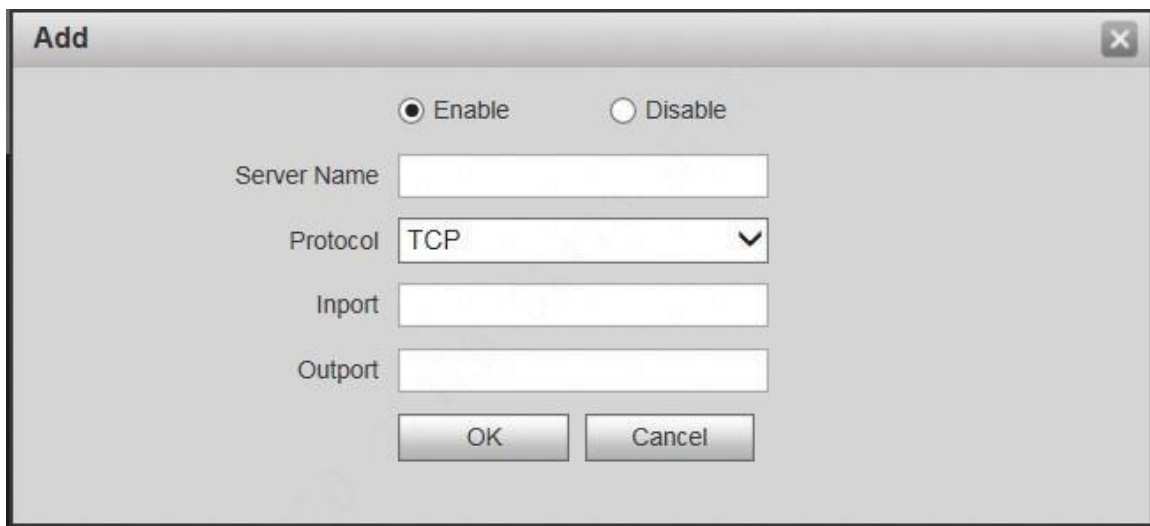 Add
Enable Disable
Server Name
Protocol TCP
Inport
Outport
OK Cancel